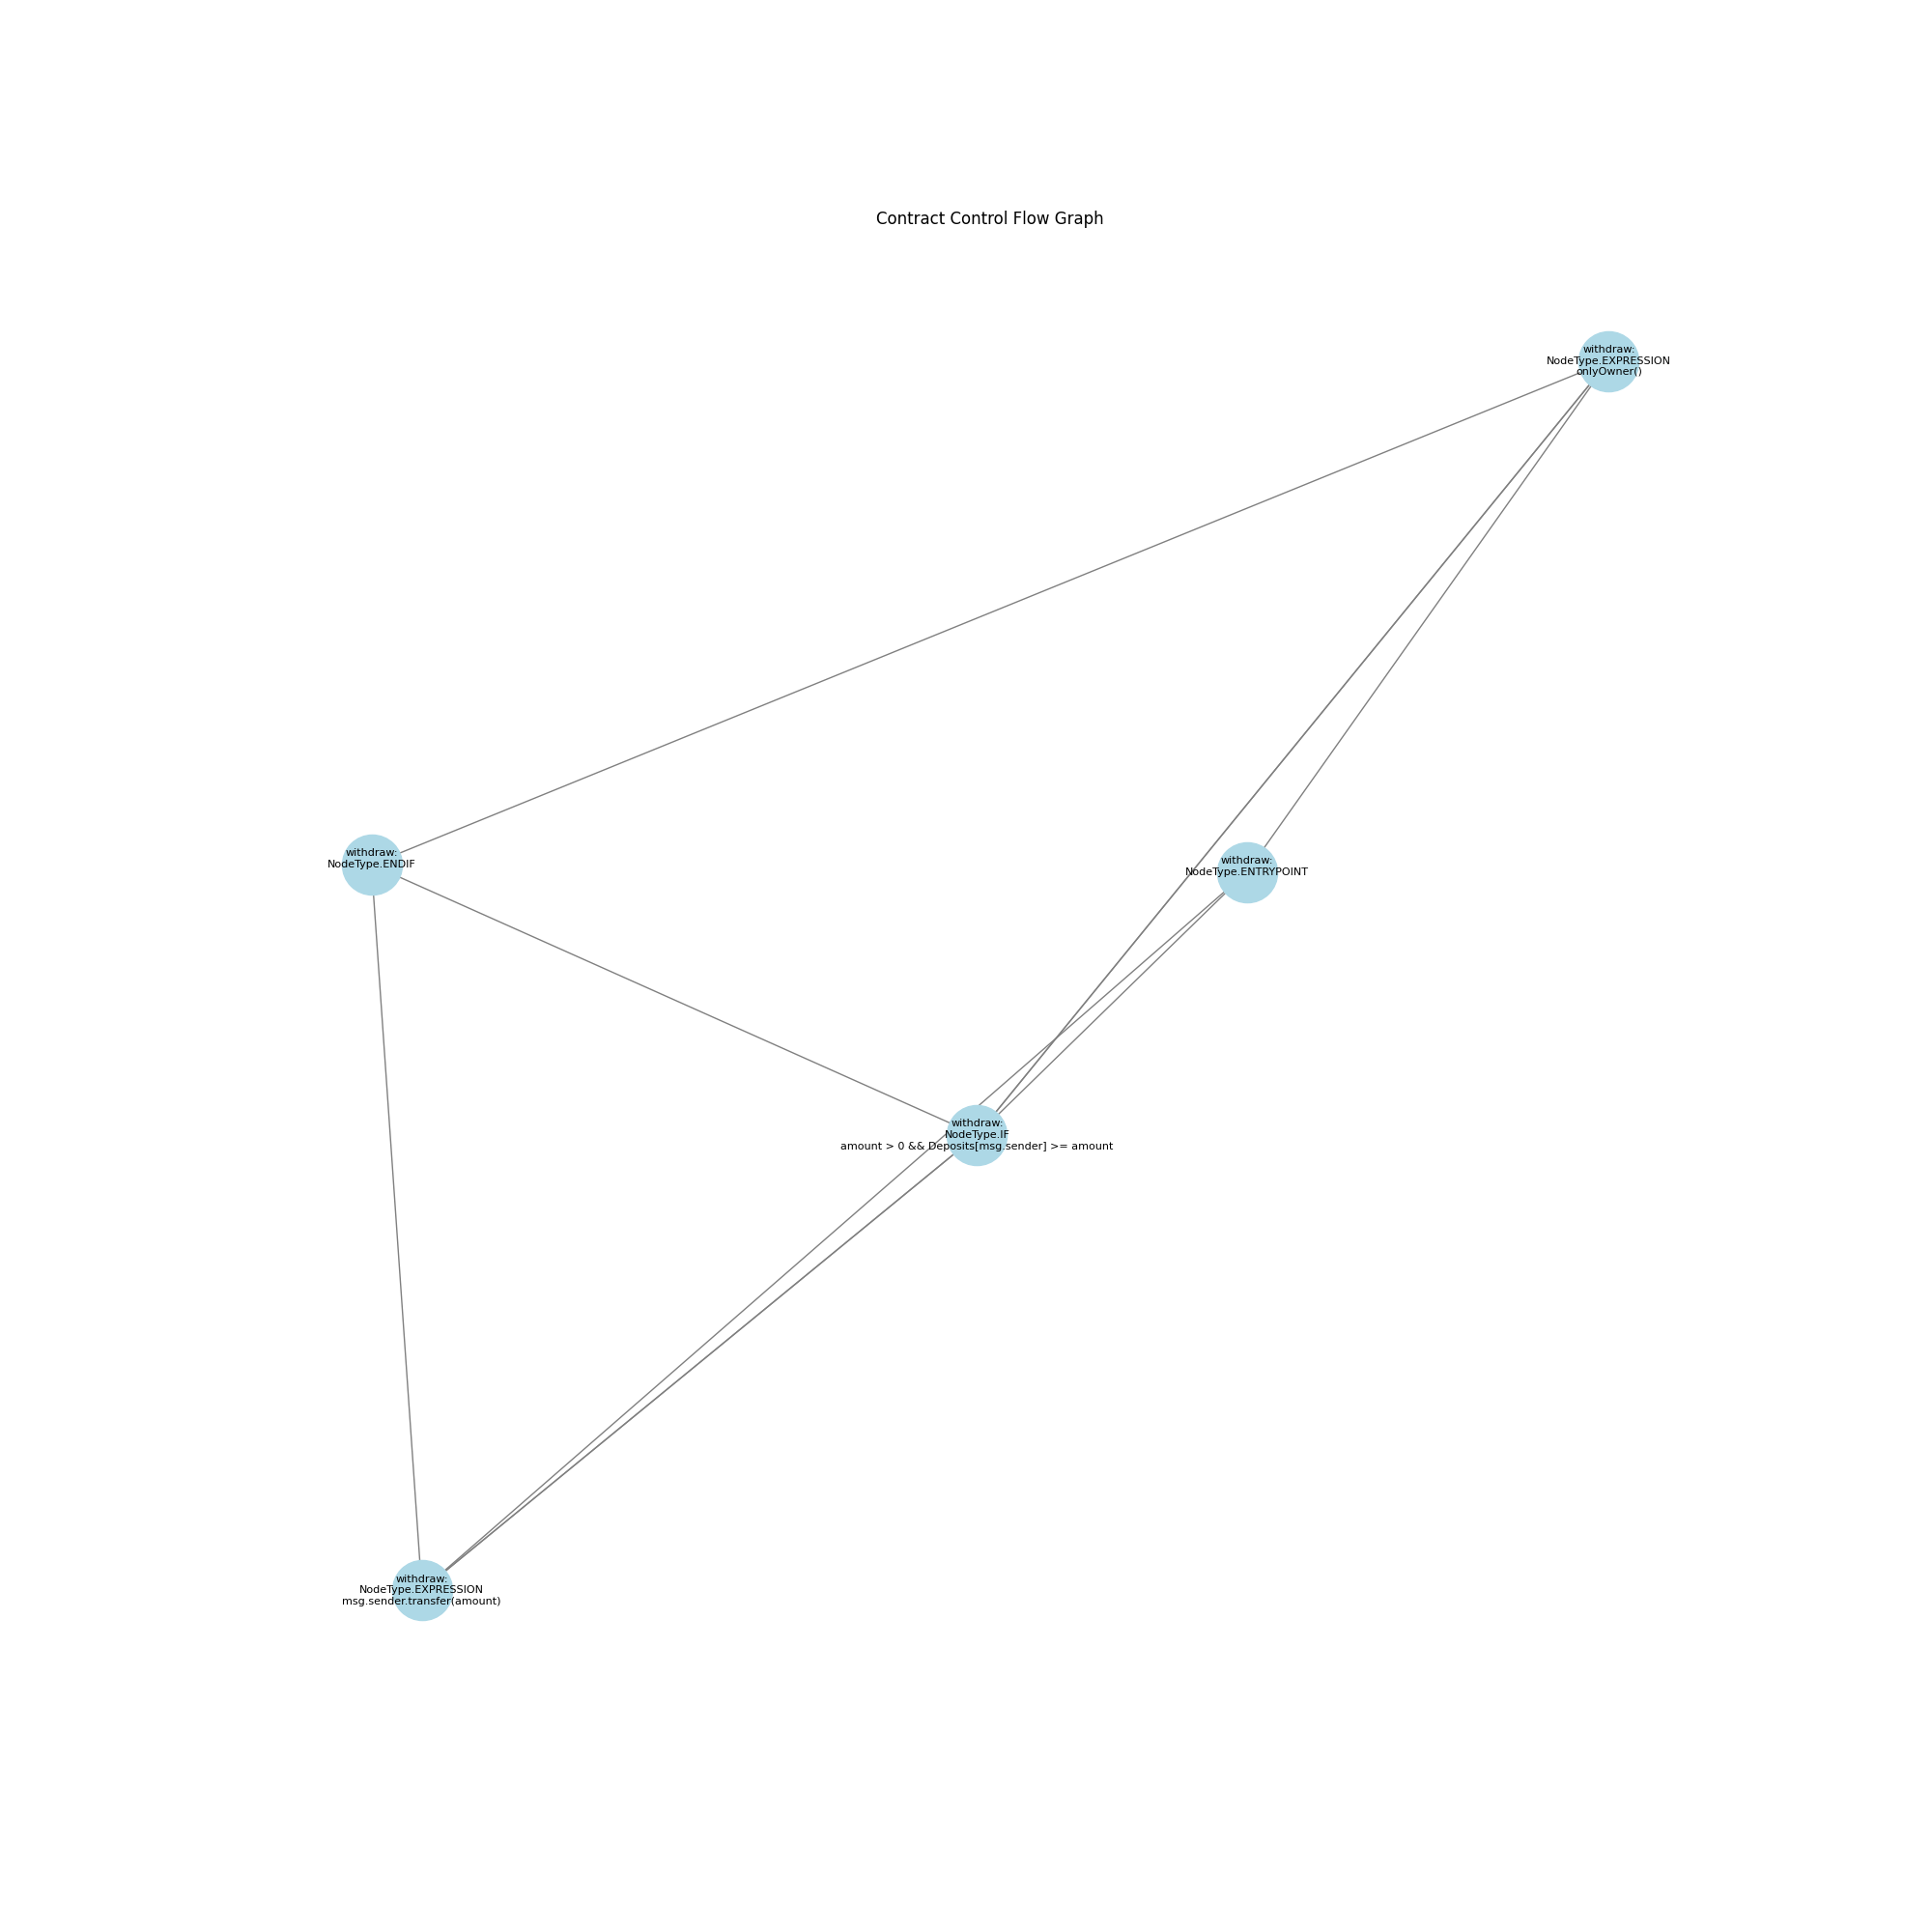 Contract Control Flow Graph
withdraw:
NodeType.EXPRESSION
onlyOwner()
withdraw:
NodeType.ENDIF
withdraw:
NodeType.ENTRYPOINT
withdraw:
NodeType.IF
amount > 0 && Deposits[msg.sender] >= amount
withdraw:
NodeType.EXPRESSION
msg.sender.transfer(amount)